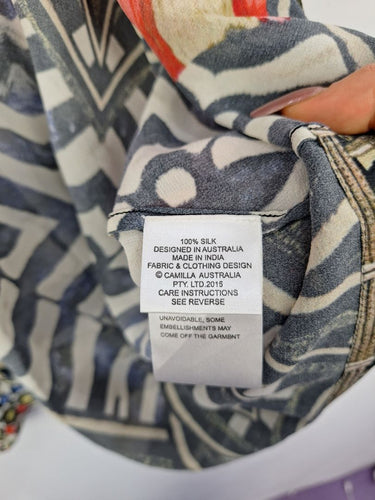 100% SILK
DESIGNED IN AUSTRALIA
MADE IN INDIA
FABRIC & CLOTHING DESIGN
© CAMILLA AUSTRALIA
PTY. LTD.2015
CARE INSTRUCTIONS
SEE REVERSE
UNAVOIDABLE, SOME
EMBELLISHMENTS MAY
COME OFF THE GARMENT